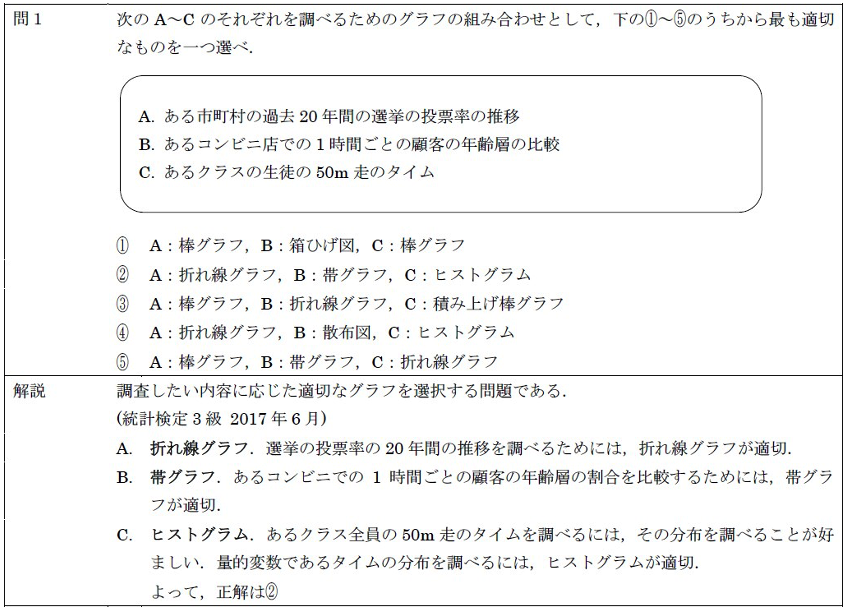 問1 次の A～C のそれぞれを調べるためのグラフの組み合わせとして，下の①～⑤のうちから最も適切
なものを一つ選べ．
A. ある市町村の過去 20 年間の選挙の投票率の推移
B. あるコンビニ店での 1 時間ごとの顧客の年齢層の比較
C. あるクラスの生徒の 50m 走のタイム
① A：棒グラフ，B：箱ひげ図，C：棒グラフ
② A：折れ線グラフ，B：帯グラフ，C：ヒストグラム
③ A：棒グラフ，B：折れ線グラフ，C：積み上げ棒グラフ
④ A：折れ線グラフ，B：散布図，C：ヒストグラム
⑤ A：棒グラフ，B：帯グラフ，C：折れ線グラフ
解説 調査したい内容に応じた適切なグラフを選択する問題である．
(統計検定 3 級 2017 年 6 月)
A. 折れ線グラフ．選挙の投票率の 20 年間の推移を調べるためには，折れ線グラフが適切．
B. 帯グラフ．あるコンビニでの 1 時間ごとの顧客の年齢層の割合を比較するためには，帯グラ
フが適切．
C. ヒストグラム．あるクラス全員の 50m 走のタイムを調べるには，その分布を調べることが好
ましい．量的変数であるタイムの分布を調べるには，ヒストグラムが適切．
よって，正解は②